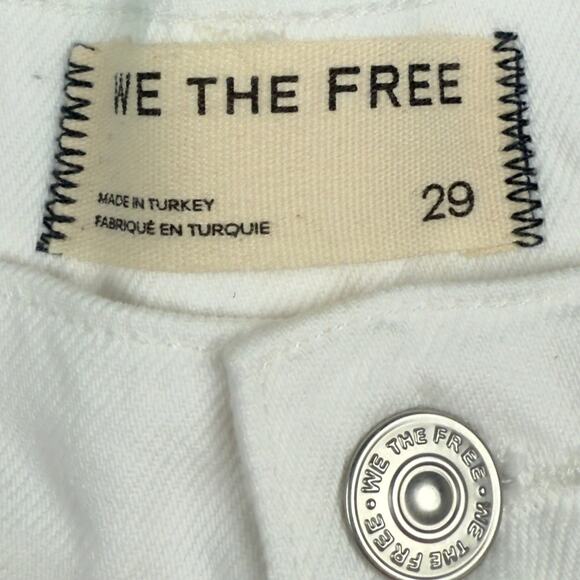 WE THE FREE
MADE IN TURKEY
FABRIQUÉ EN TURQUIE
29
WE THE FREE • WE THE FREE •